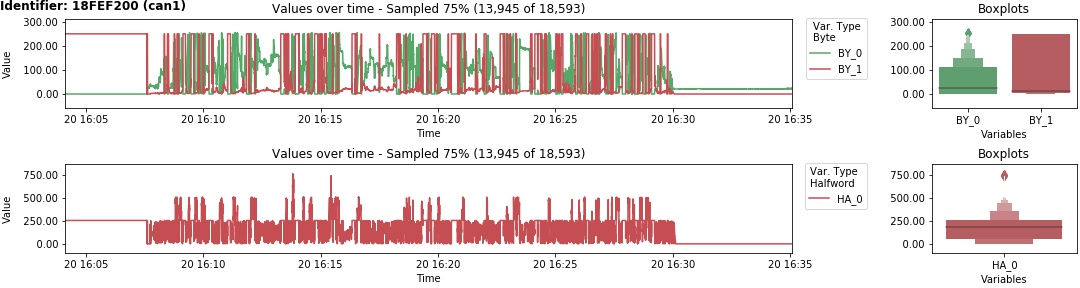 Identifier: 18FEF200 (can1)
Values over time - Sampled 75% (13,945 of 18,593)
Value
300.00
200.00
100.00
0.00
20 16:05
20 16:10
20 16:15
20 16:20
20 16:25
20 16:30
20 16:35
Time
Var. Type
Byte
BY_0
BY_1
Boxplots
300.00
200.00
100.00
0.00
BY_0
BY_1
Variables
Values over time - Sampled 75% (13,945 of 18,593)
Value
750.00
500.00
250.00
0.00
20 16:05
20 16:10
20 16:15
20 16:20
20 16:25
20 16:30
20 16:35
Time
Var. Type
Halfword
HA_0
Boxplots
750.00
500.00
250.00
0.00
HA_0
Variables